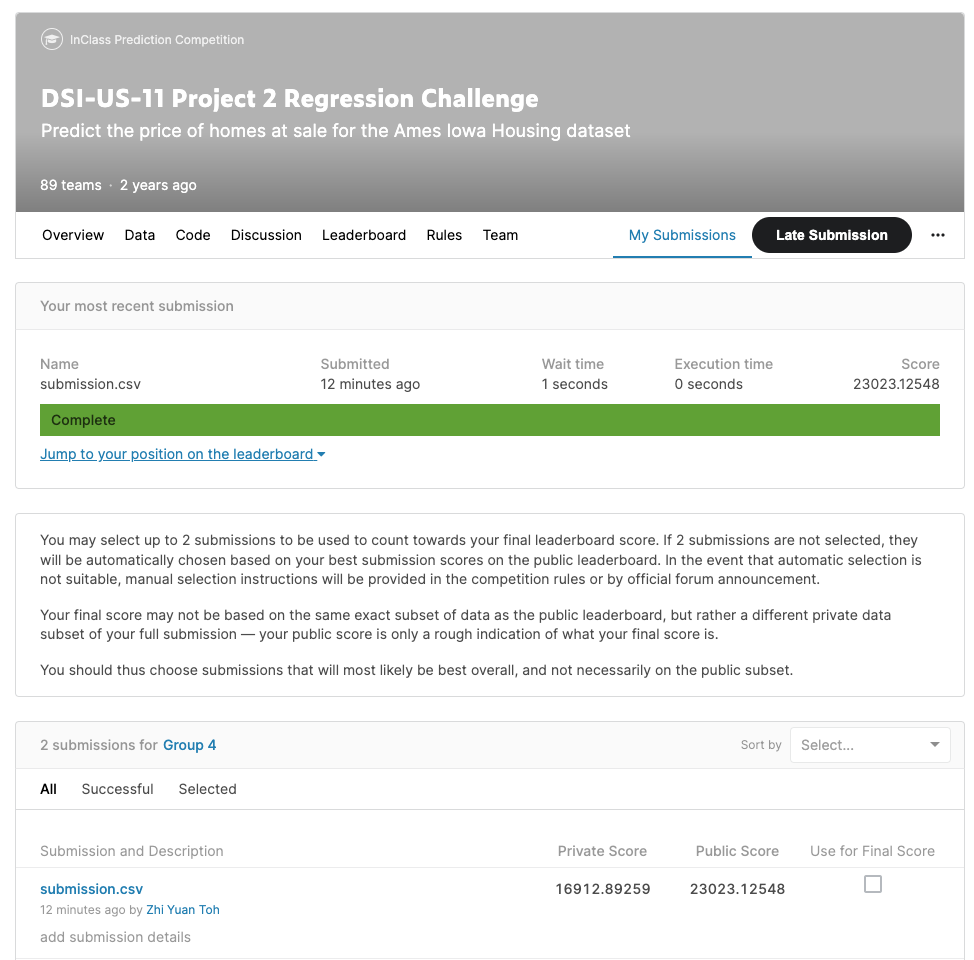 InClass Prediction Competition
DSI-US-11 Project 2 Regression Challenge
Predict the price of homes at sale for the Ames Iowa Housing dataset
89 teams · 2 years ago
Overview Data Code Discussion Leaderboard Rules Team My Submissions Late Submission ...
Your most recent submission
Name Submitted Wait time Execution time Score
submission.csv 12 minutes ago 1 seconds 0 seconds 23023.12548
Complete
Jump to your position on the leaderboard
You may select up to 2 submissions to be used to count towards your final leaderboard score. If 2 submissions are not selected, they
will be automatically chosen based on your best submission scores on the public leaderboard. In the event that automatic selection is
not suitable, manual selection instructions will be provided in the competition rules or by official forum announcement.
Your final score may not be based on the same exact subset of data as the public leaderboard, but rather a different private data
subset of your full submission — your public score is only a rough indication of what your final score is.
You should thus choose submissions that will most likely be best overall, and not necessarily on the public subset.
2 submissions for Group 4 Sort by Select...
All Successful Selected
Submission and Description Private Score Public Score Use for Final Score
submission.csv 16912.89259 23023.12548
12 minutes ago by Zhi Yuan Toh
add submission details